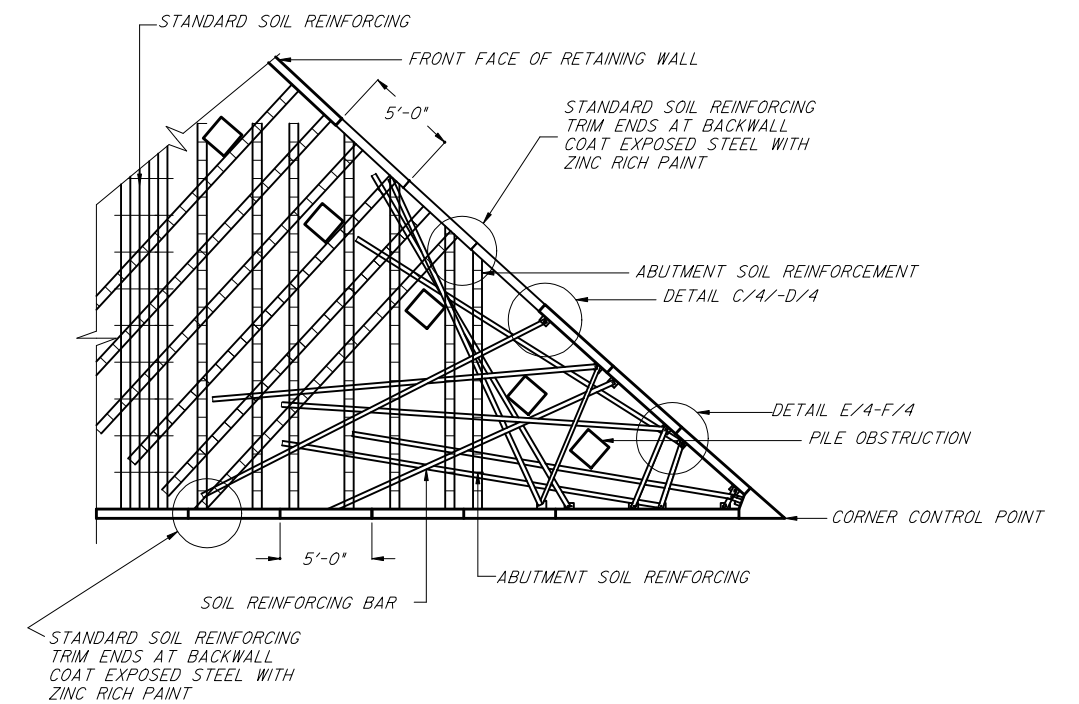 STANDARD SOIL REINFORCING
FRONT FACE OF RETAINING WALL
5'-0"
STANDARD SOIL REINFORCING
TRIM ENDS AT BACKWALL
COAT EXPOSED STEEL WITH
ZINC RICH PAINT
ABUTMENT SOIL REINFORCEMENT
DETAIL C/4/-D/4
DETAIL E/4-F/4
PILE OBSTRUCTION
CORNER CONTROL POINT
5'-0"
ABUTMENT SOIL REINFORCING
SOIL REINFORCING BAR
STANDARD SOIL REINFORCING
TRIM ENDS AT BACKWALL
COAT EXPOSED STEEL WITH
ZINC RICH PAINT